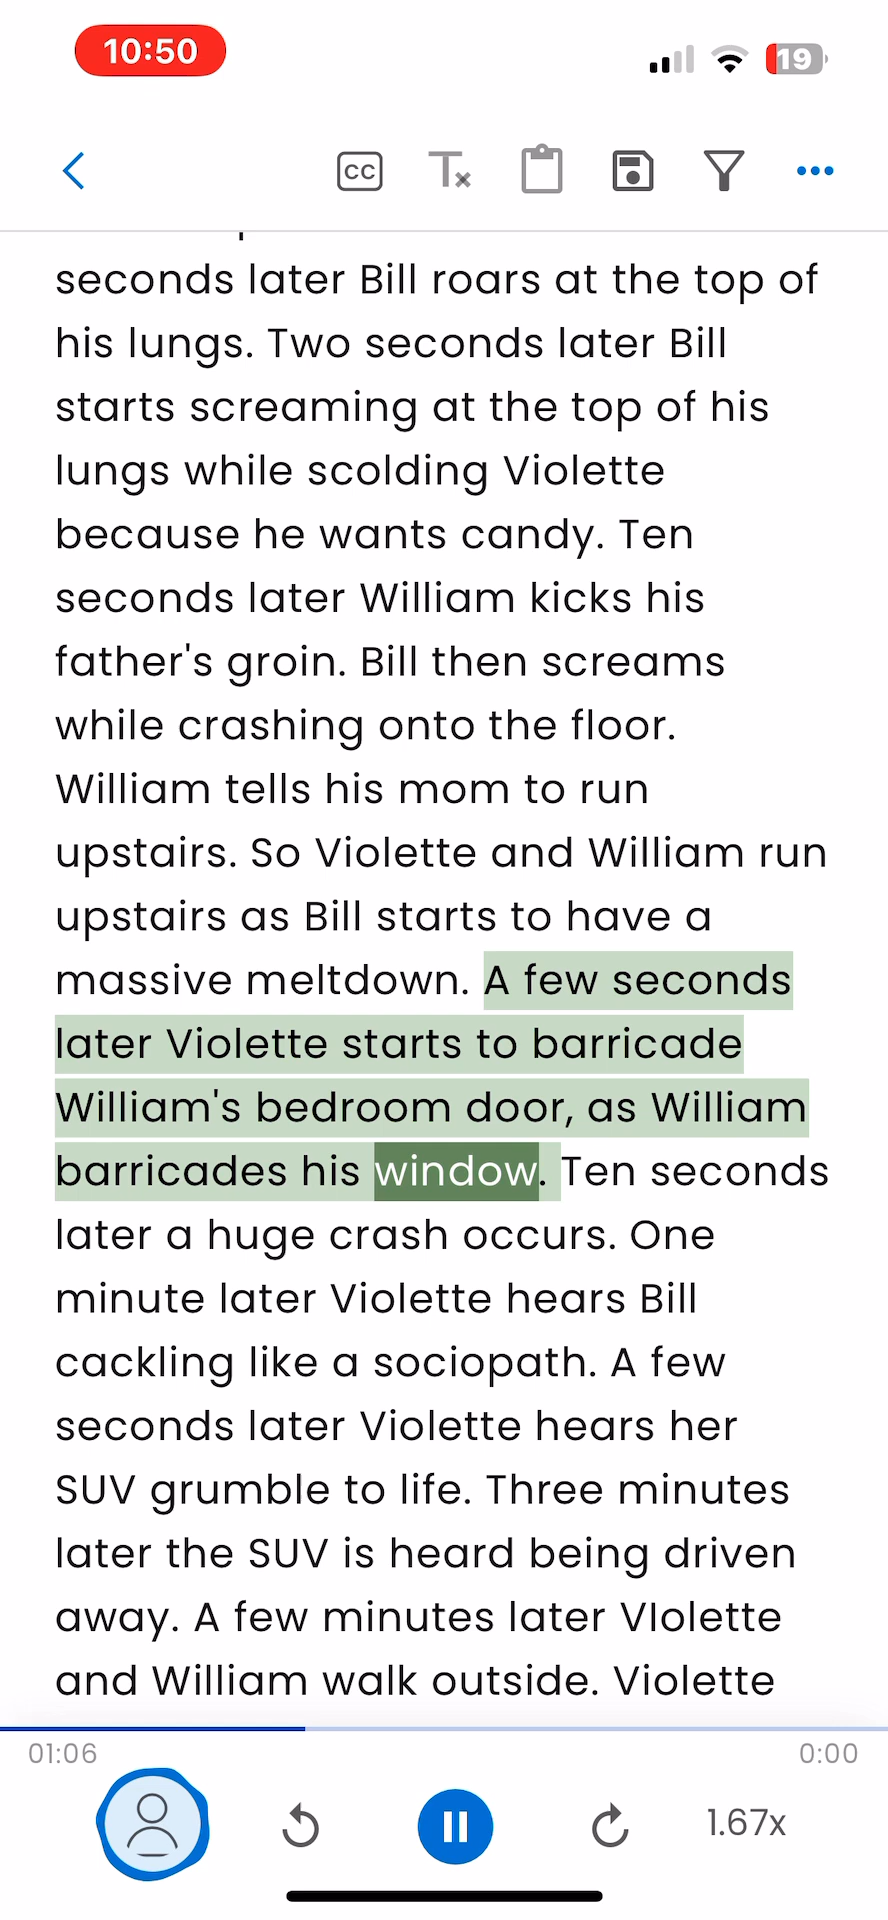 10:50
19
CC
Tx
seconds later Bill roars at the top of
his lungs. Two seconds later Bill
starts screaming at the top of his
lungs while scolding Violette
because he wants candy. Ten
seconds later William kicks his
father's groin. Bill then screams
while crashing onto the floor.
William tells his mom to run
upstairs. So Violette and William run
upstairs as Bill starts to have a
massive meltdown. A few seconds
later Violette starts to barricade
William's bedroom door, as William
barricades his window. Ten seconds
later a huge crash occurs. One
minute later Violette hears Bill
cackling like a sociopath. A few
seconds later Violette hears her
SUV grumble to life. Three minutes
later the SUV is heard being driven
away. A few minutes later VIolette
and William walk outside. Violette
01:06
0:00
1.67x